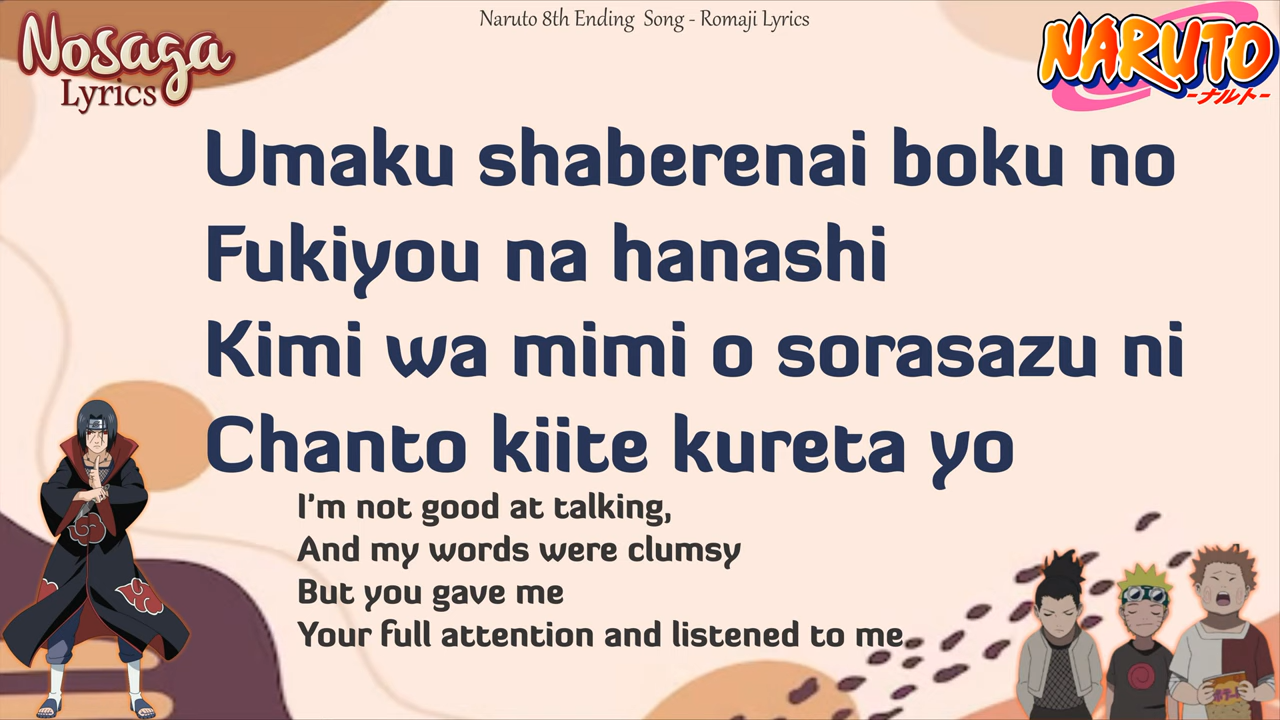 Nosaga
Lyrics
Naruto 8th Ending Song - Romaji Lyrics
NARUTO
-ナルト-
Umaku shaberenai boku no
Fukiyou na hanashi
Kimi wa mimi o sorasazu ni
Chanto kiite kureta yo
I'm not good at talking,
And my words were clumsy
But you gave me
Your full attention and listened to me